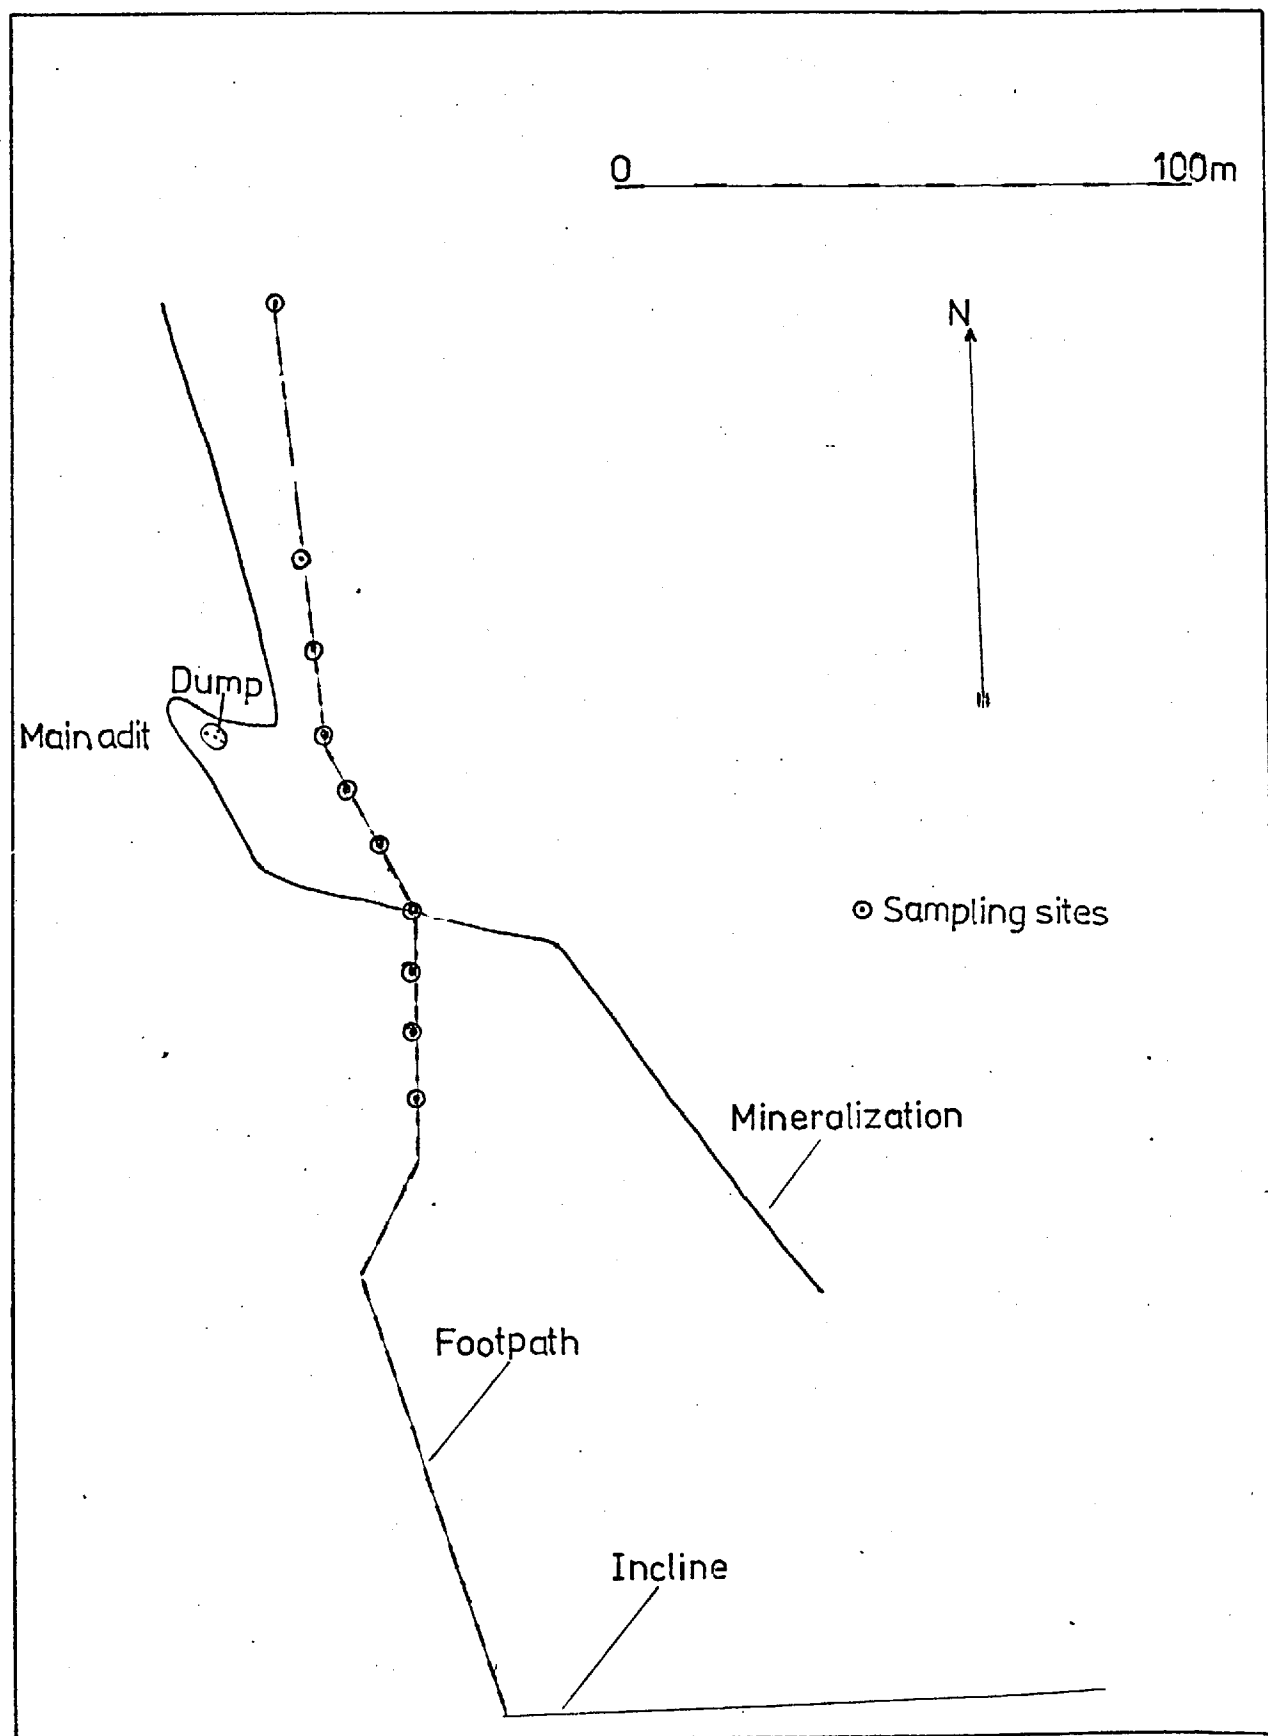 0 100m
N
Dump
Main adit
Sampling sites
Mineralization
Footpath
Incline